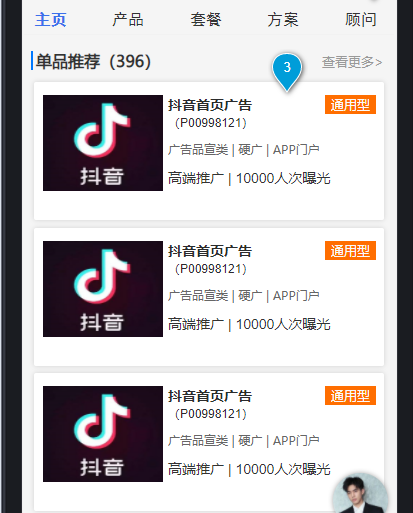 主页 产品 套餐 方案 顾问
单品推荐（396） 查看更多>
3
抖音 抖音首页广告 通用型
（P00998121）
广告品宣类 | 硬广 | APP门户
高端推广 | 10000人次曝光
抖音 抖音首页广告 通用型
（P00998121）
广告品宣类 | 硬广 | APP门户
高端推广 | 10000人次曝光
抖音 抖音首页广告 通用型
（P00998121）
广告品宣类 | 硬广 | APP门户
高端推广 | 10000人次曝光